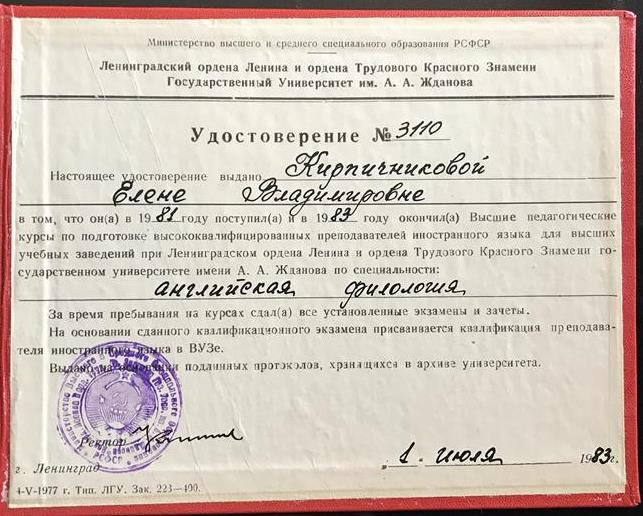 Министерство высшего и среднего специального образования РСФСР
Ленинградский ордена Ленина и ордена Трудового Красного Знамени
Государственный Университет им. А. А. Жданова
Удостоверение № 3110
Настоящее удостоверение выдано Кирпичниковой
Елене Владимировне
в том, что он(а) в 1981 году поступил(а) и в 1983 году окончил(а) Высшие педагогические
курсы по подготовке высококвалифицированных преподавателей иностранного языка для высших
учебных заведений при Ленинградском ордена Ленина и ордена Трудового Красного Знамени го-
сударственном университете имени А. А. Жданова по специальности:
английская филология
За время пребывания на курсах сдал(а) все установленные экзамены и зачеты.
На основании сданного квалификационного экзамена присваивается квалификация преподава-
теля иностранного языка в ВУЗе.
Выдано на основании подлинных протоколов, хранящихся в архиве университета.
Ректор
г. Ленинград
1. июля 1983г.
4-V-1977 г. Тип. ЛГУ. Зак. 223—400.
РСФСР